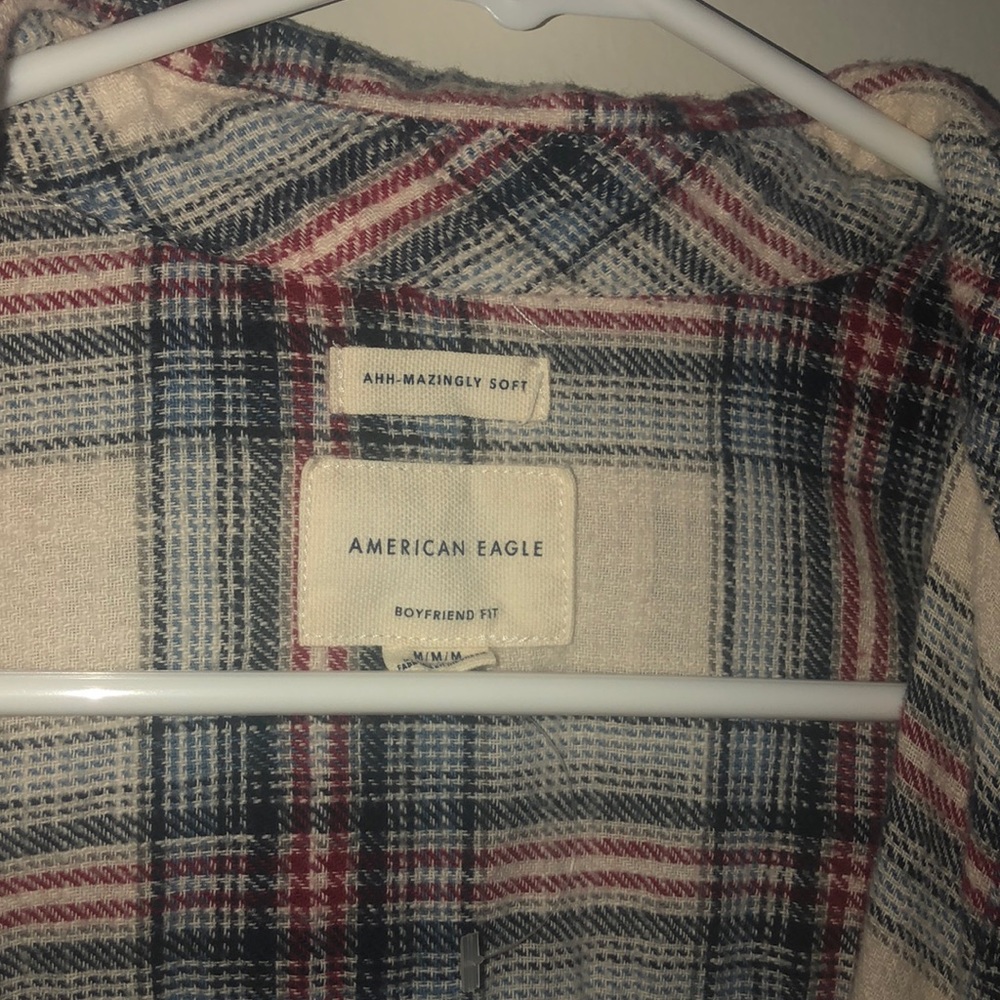 AHH-MAZINGLY SOFT
AMERICAN EAGLE
BOYFRIEND FIT
M/M/M